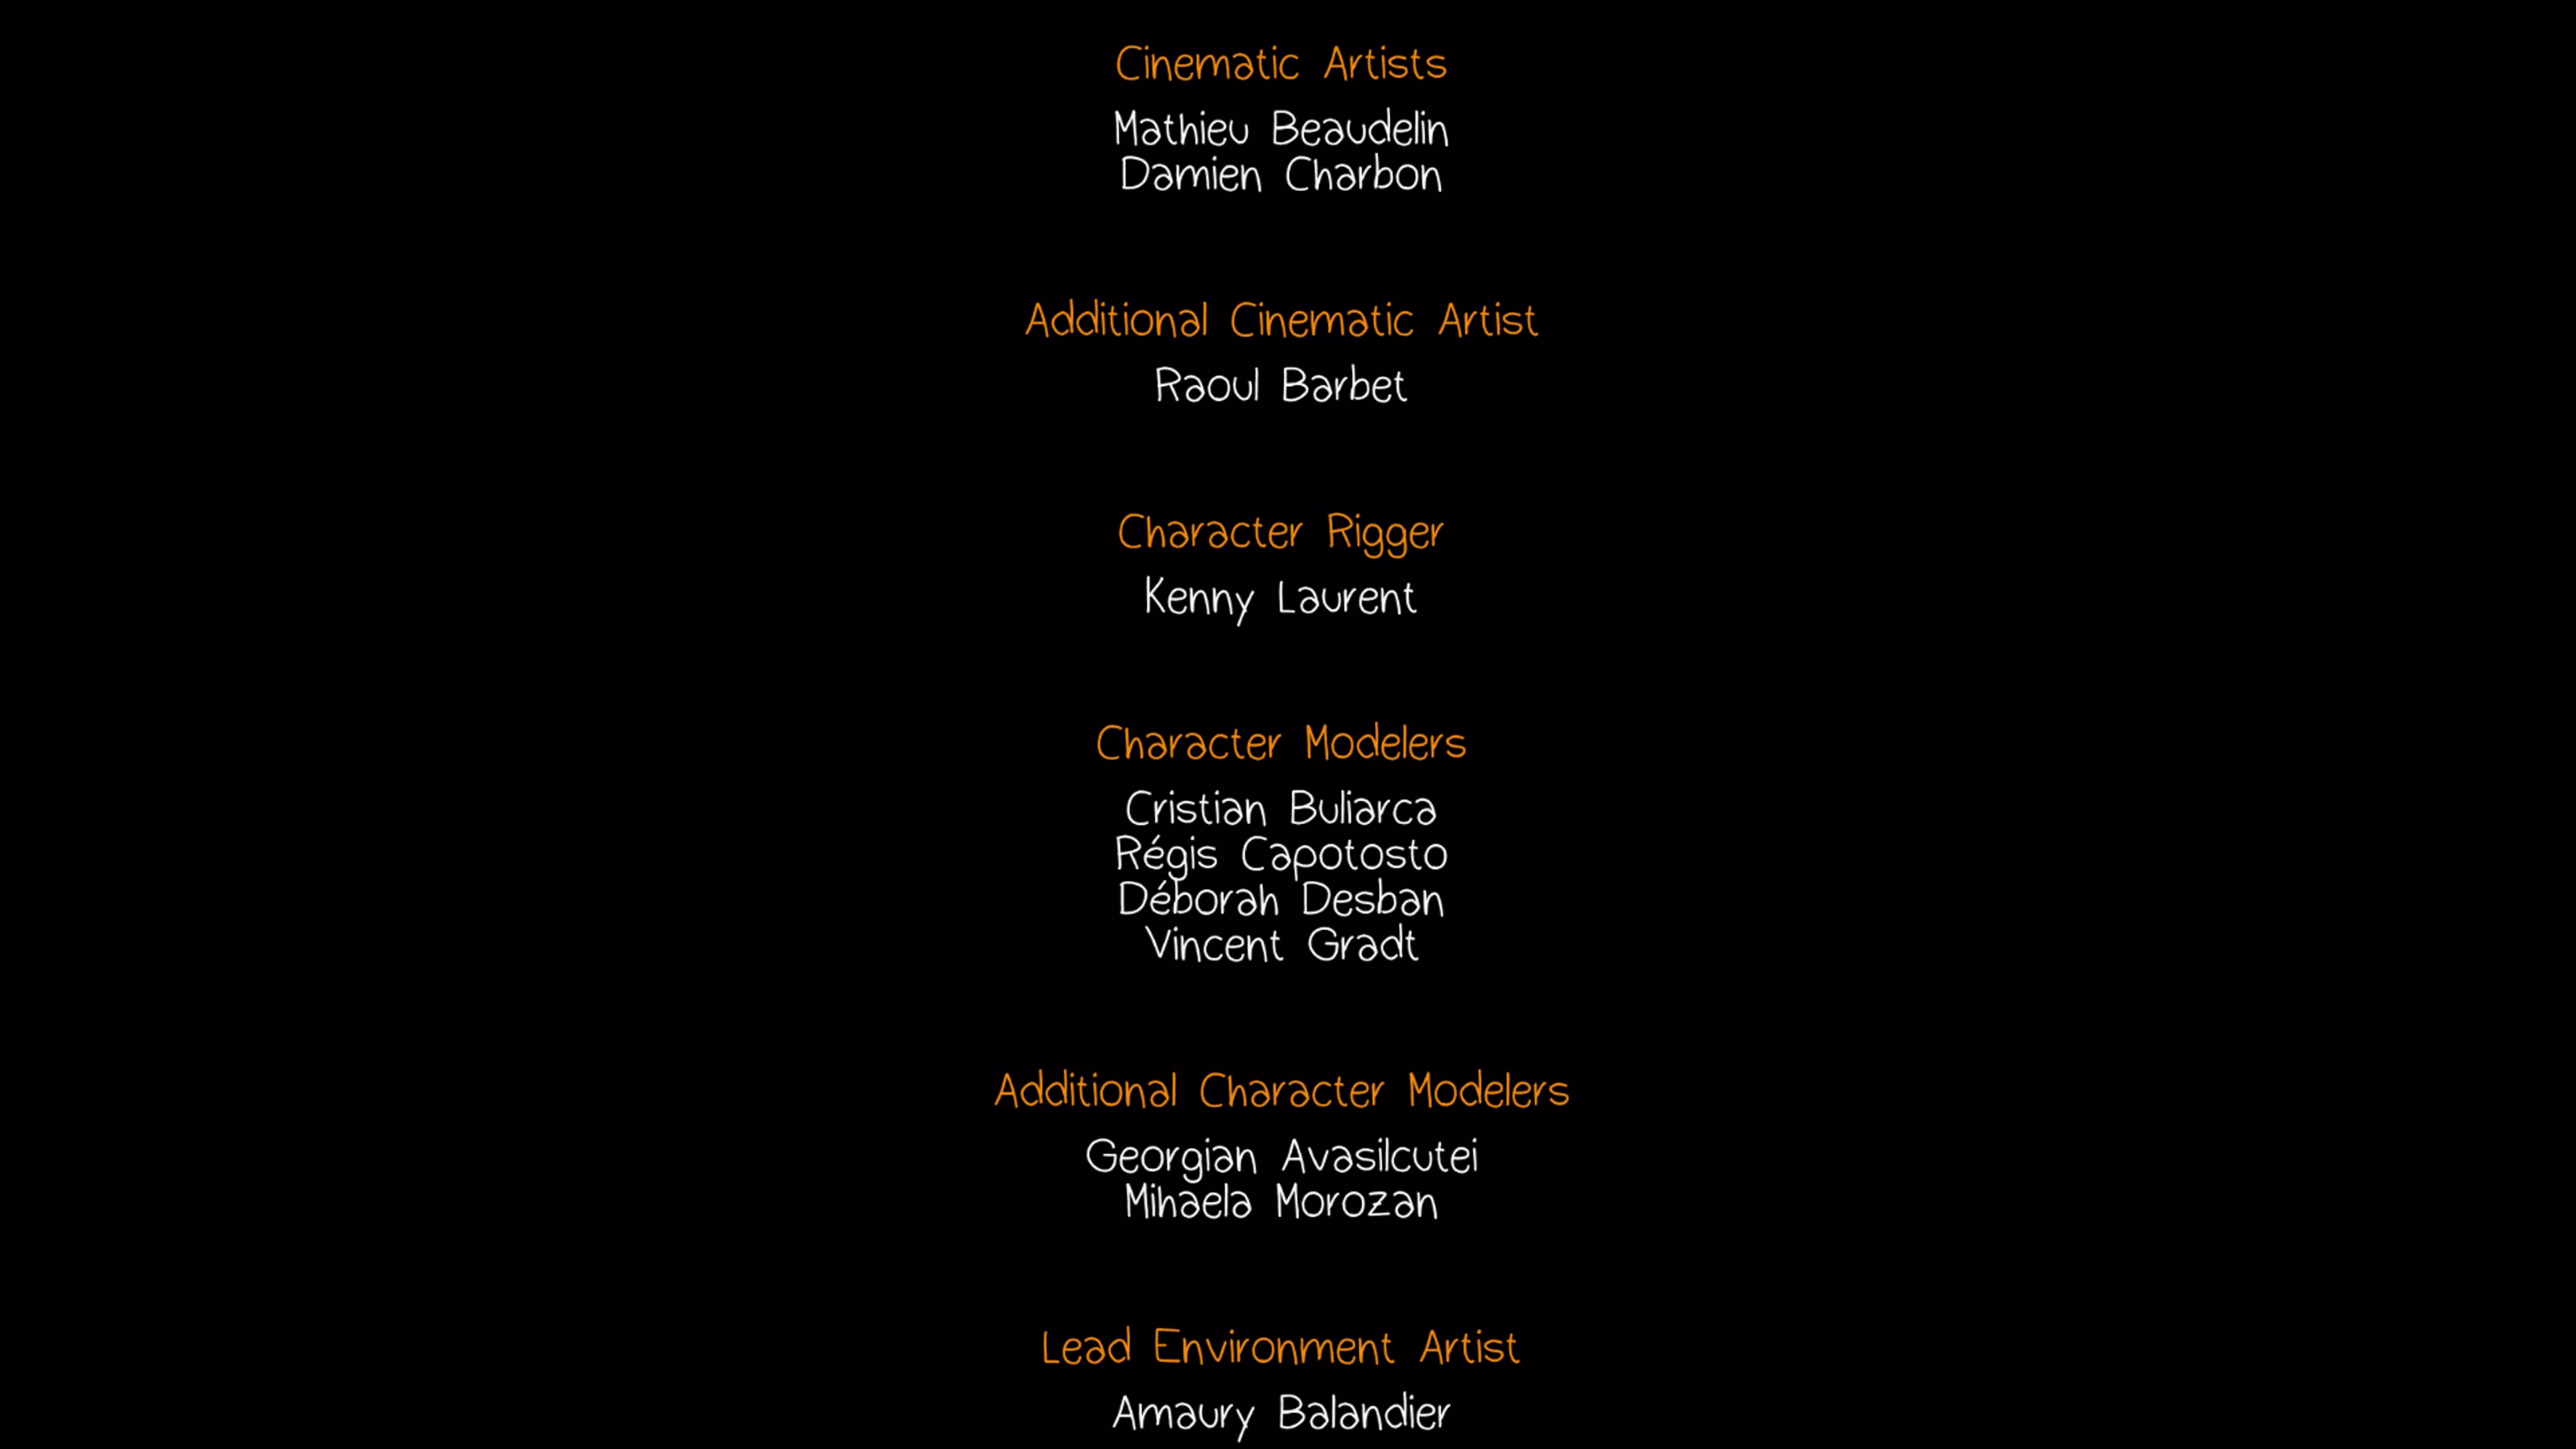 Cinematic Artists
Mathieu Beaudelin
Damien Charbon
Additional Cinematic Artist
Raoul Barbet
Character Rigger
Kenny Laurent
Character Modelers
Cristian Buliarca
Régis Capotosto
Déborah Desban
Vincent Gradt
Additional Character Modelers
Georgian Avasilcutei
Mihaela Morozan
Lead Environment Artist
Amaury Balandier